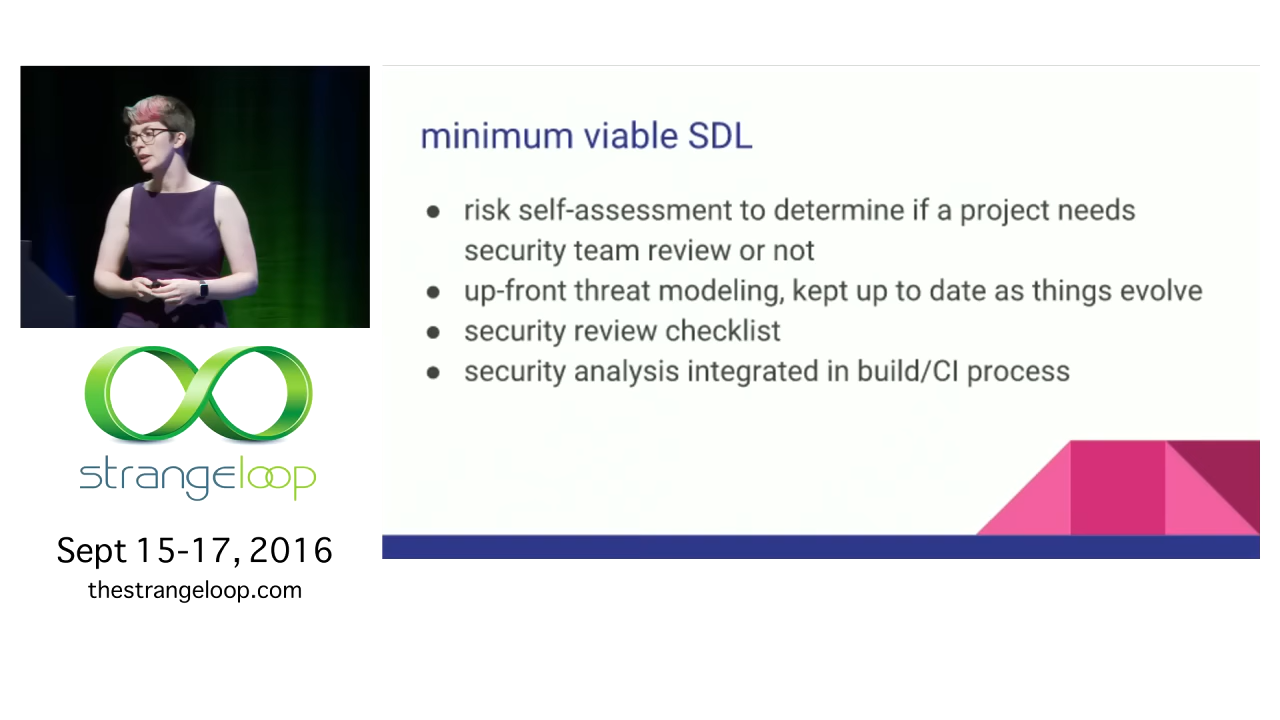 minimum viable SDL
● risk self-assessment to determine if a project needs
security team review or not
● up-front threat modeling, kept up to date as things evolve
● security review checklist
● security analysis integrated in build/CI process
strangeloop
Sept 15-17, 2016
thestrangeloop.com